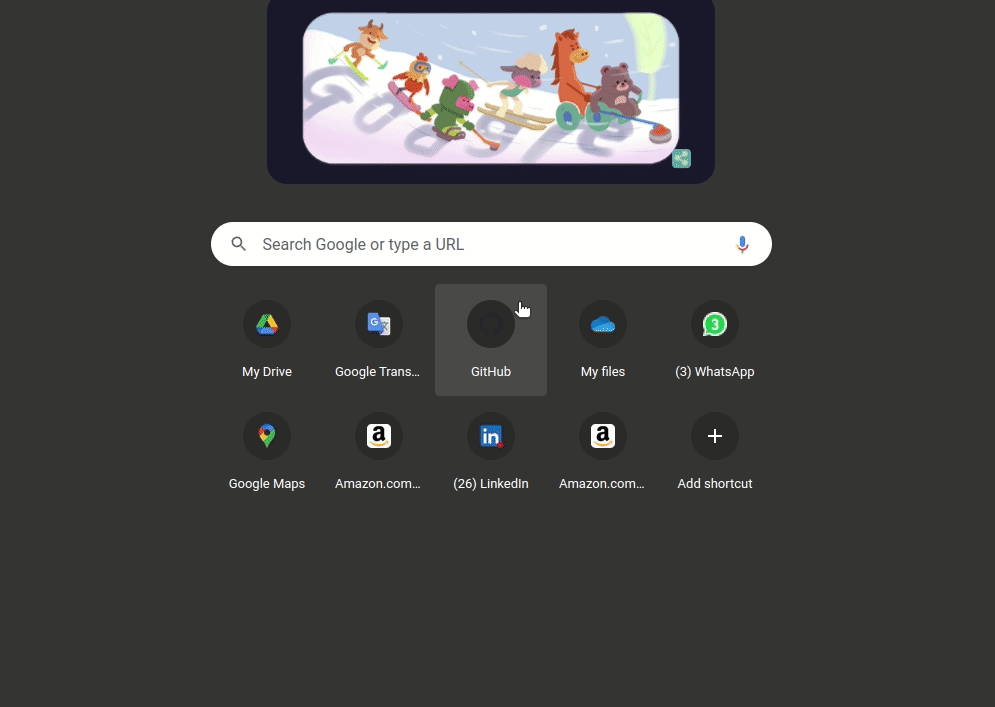 Google
Search Google or type a URL
My Drive
Google Trans...
GitHub
My files
(3) WhatsApp
Google Maps
Amazon.com...
(26) LinkedIn
Amazon.com...
Add shortcut